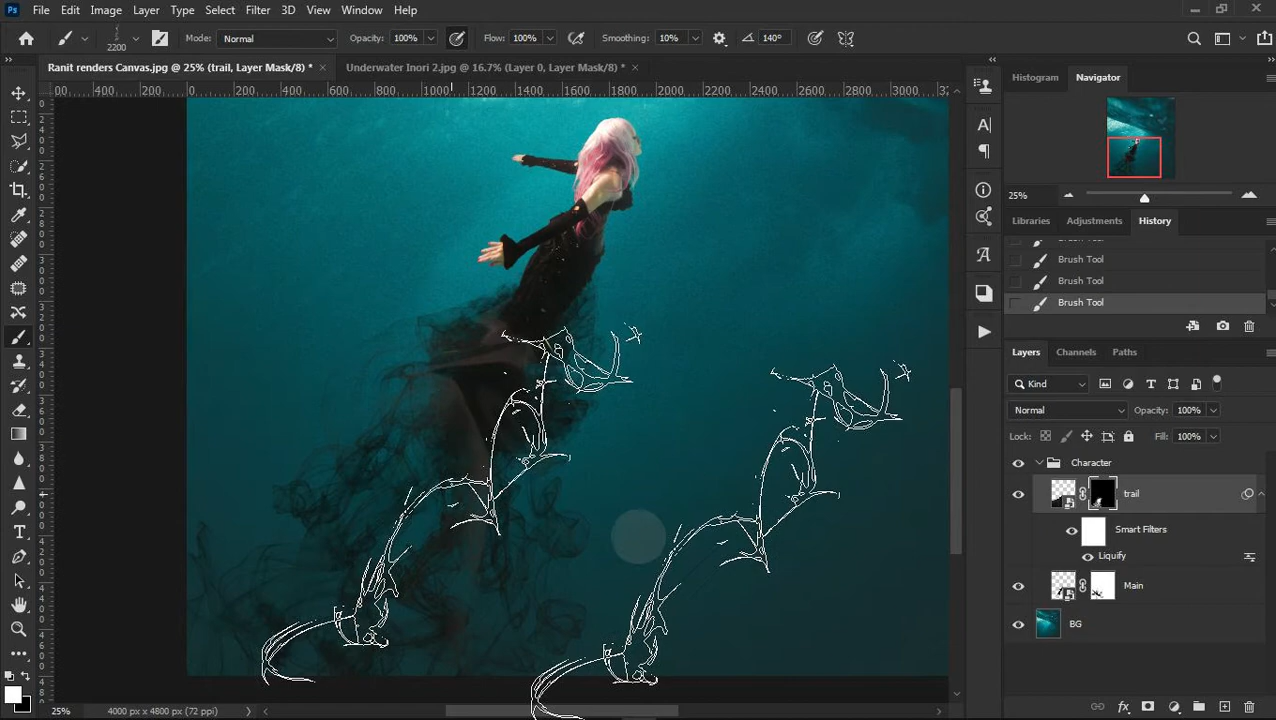 Ps File Edit Image Layer Type Select Filter 3D View Window Help
2200 Mode: Normal Opacity: 100% Flow: 100% Smoothing: 10% 140°
Ranit renders Canvas.jpg @ 25% (trail, Layer Mask/8) * Underwater Inori 2.jpg @ 16.7% (Layer 0, Layer Mask/8) *
00 400 200 0 200 400 600 800 1000 1200 1400 1600 1800 2000 2200 2400 2600 2800 3000 32
Histogram Navigator
25%
Libraries Adjustments History
Brush Tool
Brush Tool
Brush Tool
Layers Channels Paths
Kind
Normal Opacity: 100%
Lock: Fill: 100%
Character
trail
Smart Filters
Liquify
Main
BG
25% 4000 px x 4800 px (72 ppi)